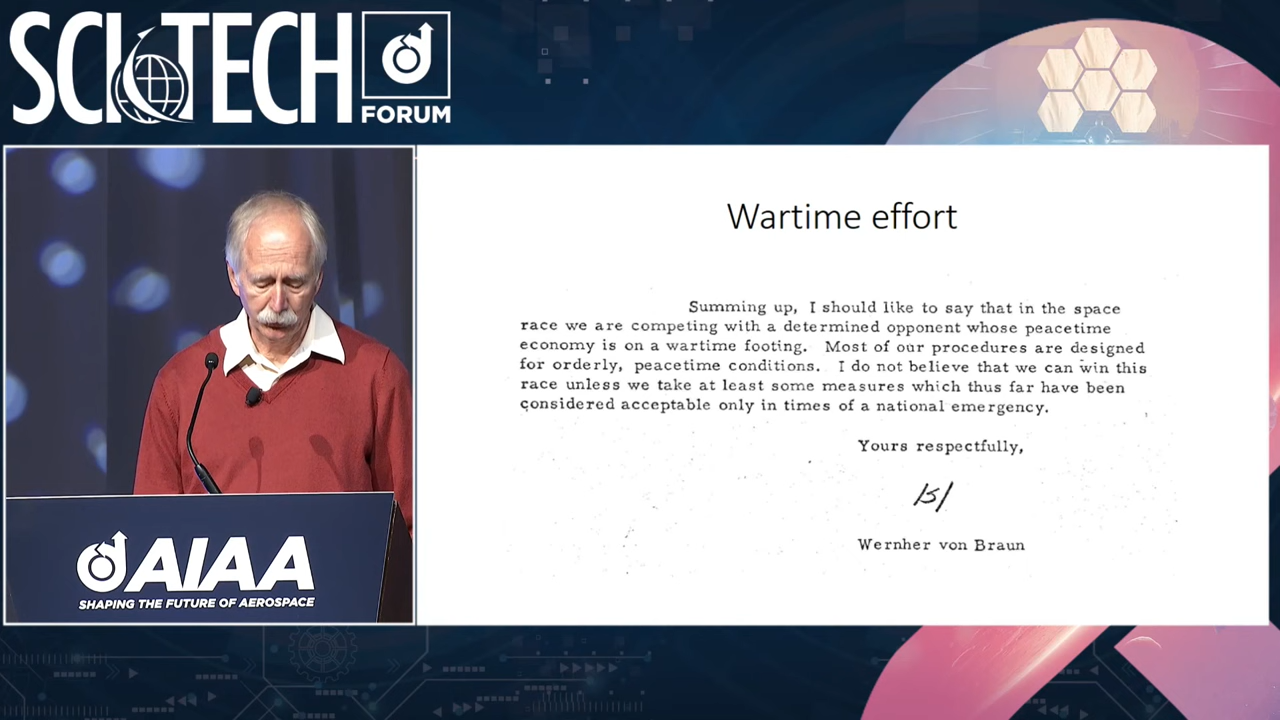 SCITECH
FORUM
AIAA
SHAPING THE FUTURE OF AEROSPACE
Wartime effort
Summing up, I should like to say that in the space
race we are competing with a determined opponent whose peacetime
economy is on a wartime footing. Most of our procedures are designed
for orderly, peacetime conditions. I do not believe that we can win this
race unless we take at least some measures which thus far have been
considered acceptable only in times of a national emergency.
Yours respectfully,
/s/
Wernher von Braun